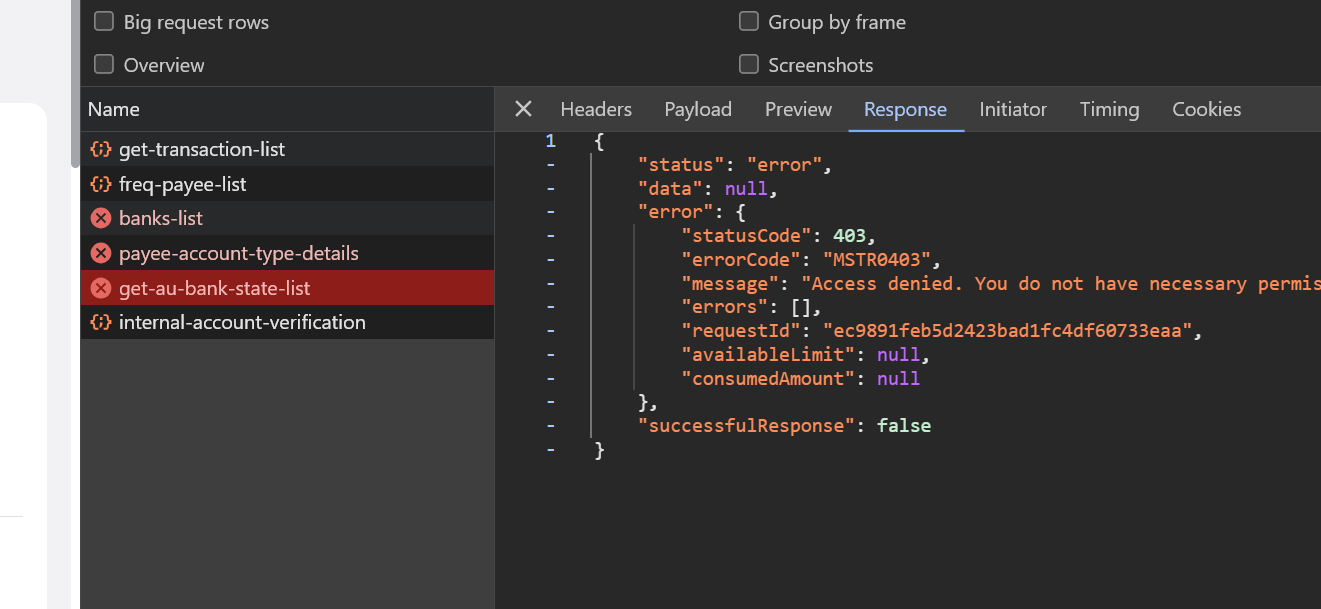 Big request rows
Group by frame
Overview
Screenshots
Name
Headers
Payload
Preview
Response
Initiator
Timing
Cookies
get-transaction-list
freq-payee-list
banks-list
payee-account-type-details
get-au-bank-state-list
internal-account-verification
1 {
- "status": "error",
- "data": null,
- "error": {
- "statusCode": 403,
- "errorCode": "MSTR0403",
- "message": "Access denied. You do not have necessary permis
- "errors": [],
- "requestId": "ec9891feb5d2423bad1fc4df60733eaa",
- "availableLimit": null,
- "consumedAmount": null
- },
- "successfulResponse": false
- }